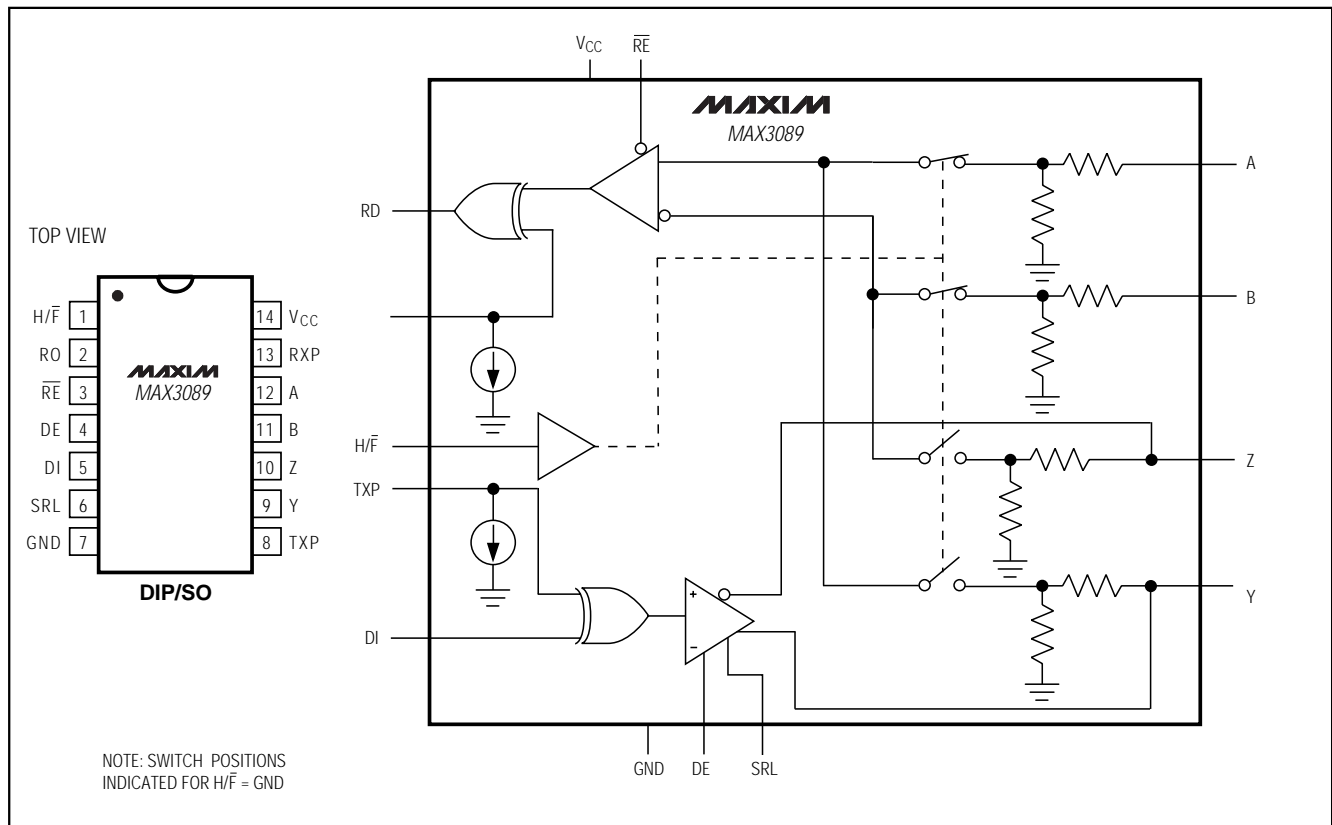 TOP VIEW
MAXIM
MAX3089
H/F̅ 1
RO 2
R̅E̅ 3
DE 4
DI 5
SRL 6
GND 7
14 VCC
13 RXP
12 A
11 B
10 Z
9 Y
8 TXP
DIP/SO
NOTE: SWITCH POSITIONS
INDICATED FOR H/F̅ = GND
VCC
R̅E̅
MAXIM
MAX3089
RD
H/F̅
TXP
DI
+
−
A
B
Z
Y
GND
DE
SRL